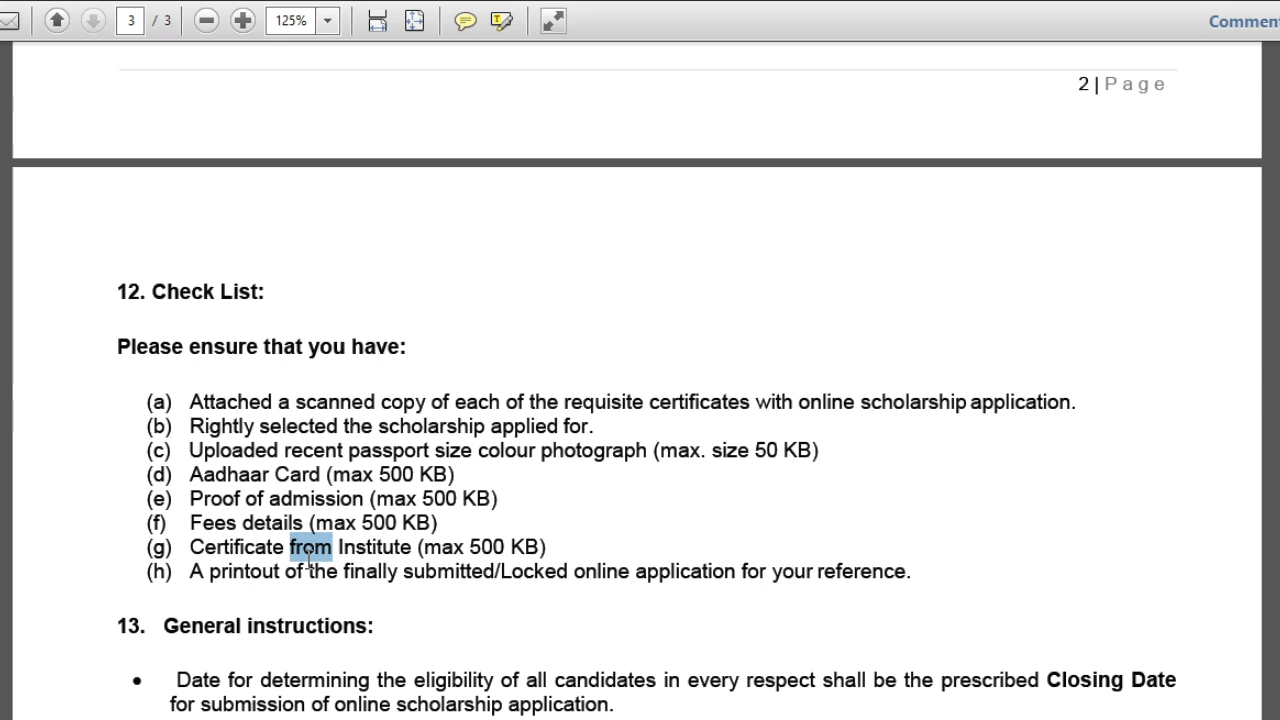 3 / 3 125% Commen
2 | Page
12. Check List:
Please ensure that you have:
(a) Attached a scanned copy of each of the requisite certificates with online scholarship application.
(b) Rightly selected the scholarship applied for.
(c) Uploaded recent passport size colour photograph (max. size 50 KB)
(d) Aadhaar Card (max 500 KB)
(e) Proof of admission (max 500 KB)
(f) Fees details (max 500 KB)
(g) Certificate from Institute (max 500 KB)
(h) A printout of the finally submitted/Locked online application for your reference.
13. General instructions:
• Date for determining the eligibility of all candidates in every respect shall be the prescribed Closing Date
for submission of online scholarship application.